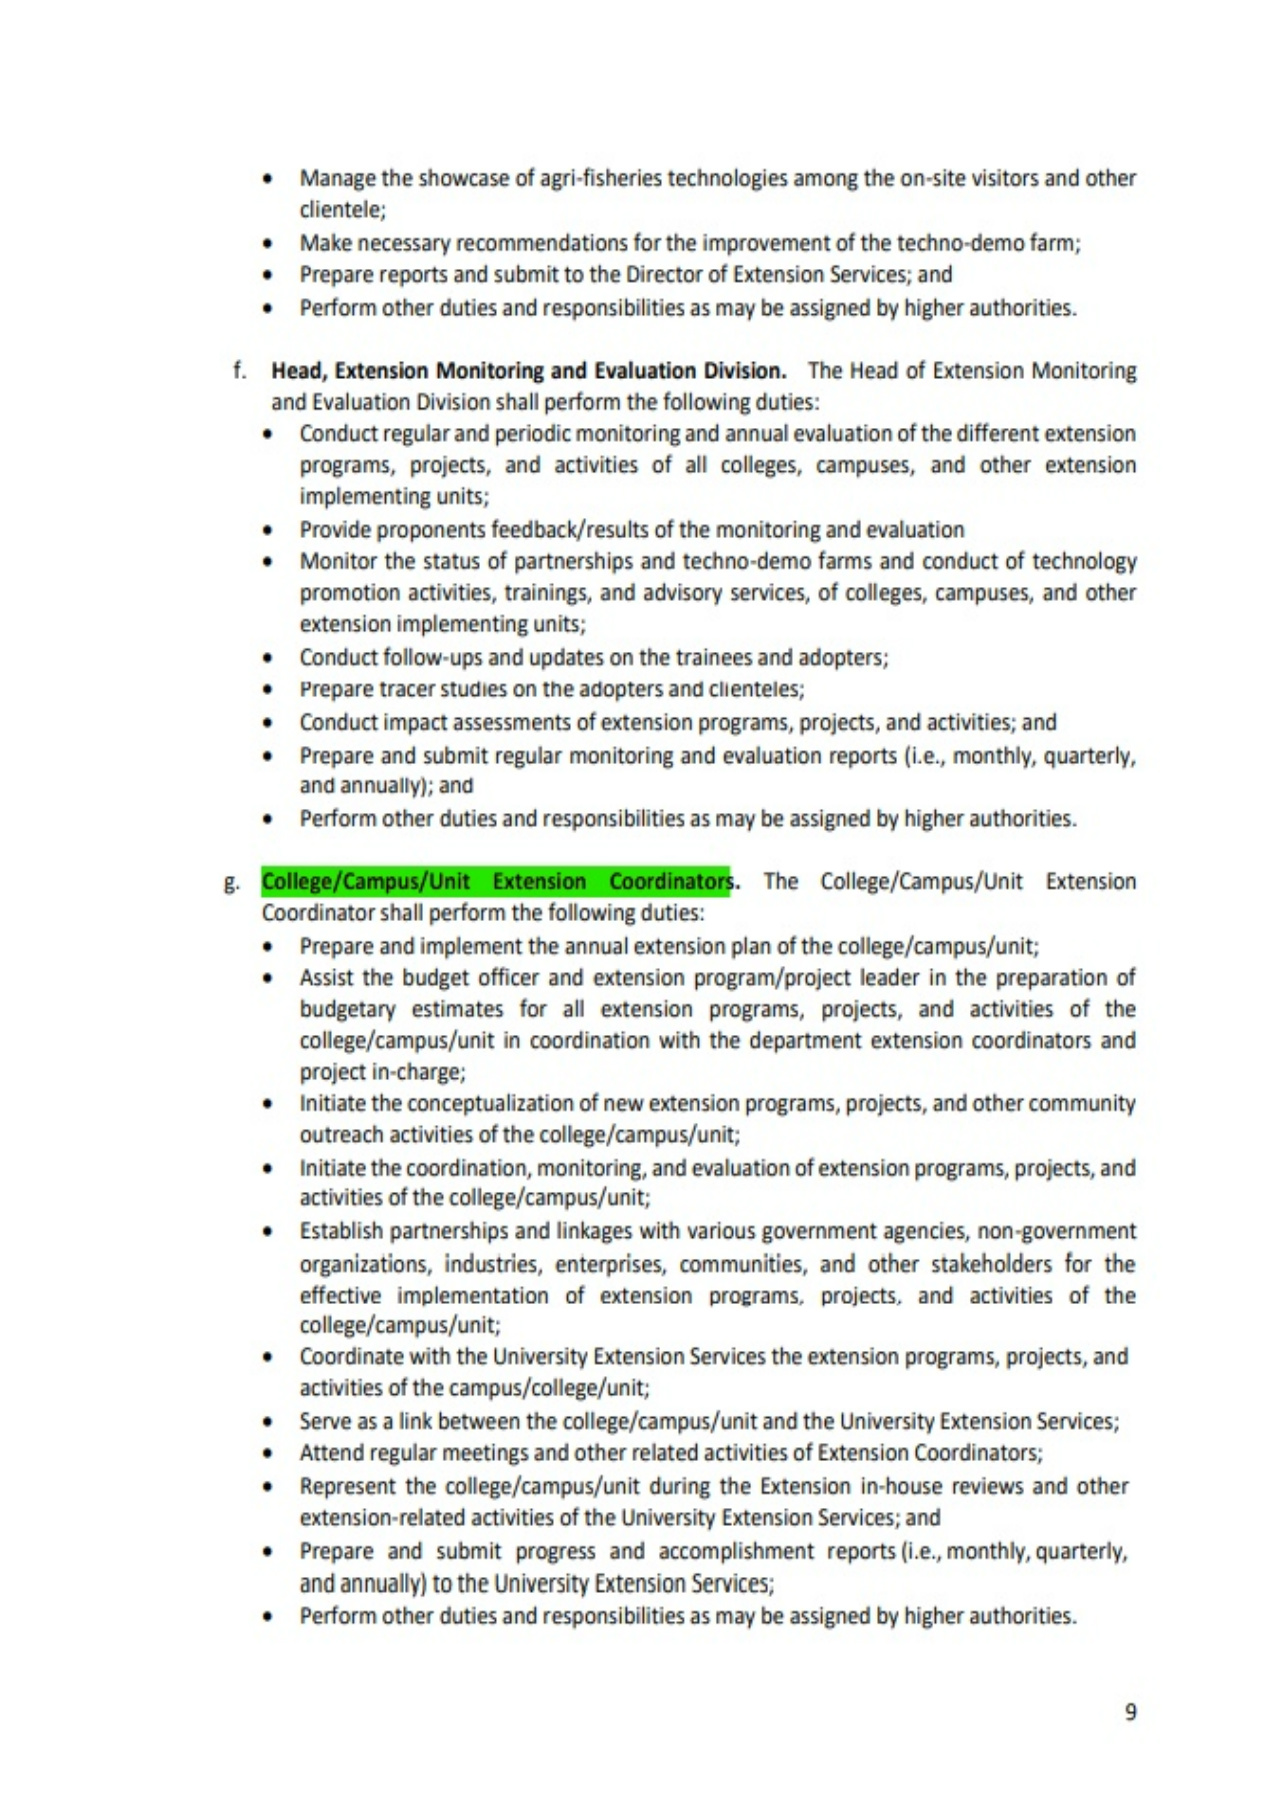 • Manage the showcase of agri-fisheries technologies among the on-site visitors and other
clientele;
• Make necessary recommendations for the improvement of the techno-demo farm;
• Prepare reports and submit to the Director of Extension Services; and
• Perform other duties and responsibilities as may be assigned by higher authorities.
f. Head, Extension Monitoring and Evaluation Division. The Head of Extension Monitoring
and Evaluation Division shall perform the following duties:
• Conduct regular and periodic monitoring and annual evaluation of the different extension
programs, projects, and activities of all colleges, campuses, and other extension
implementing units;
• Provide proponents feedback/results of the monitoring and evaluation
• Monitor the status of partnerships and techno-demo farms and conduct of technology
promotion activities, trainings, and advisory services, of colleges, campuses, and other
extension implementing units;
• Conduct follow-ups and updates on the trainees and adopters;
• Prepare tracer studies on the adopters and clienteles;
• Conduct impact assessments of extension programs, projects, and activities; and
• Prepare and submit regular monitoring and evaluation reports (i.e., monthly, quarterly,
and annually); and
• Perform other duties and responsibilities as may be assigned by higher authorities.
g. College/Campus/Unit Extension Coordinators. The College/Campus/Unit Extension
Coordinator shall perform the following duties:
• Prepare and implement the annual extension plan of the college/campus/unit;
• Assist the budget officer and extension program/project leader in the preparation of
budgetary estimates for all extension programs, projects, and activities of the
college/campus/unit in coordination with the department extension coordinators and
project in-charge;
• Initiate the conceptualization of new extension programs, projects, and other community
outreach activities of the college/campus/unit;
• Initiate the coordination, monitoring, and evaluation of extension programs, projects, and
activities of the college/campus/unit;
• Establish partnerships and linkages with various government agencies, non-government
organizations, industries, enterprises, communities, and other stakeholders for the
effective implementation of extension programs, projects, and activities of the
college/campus/unit;
• Coordinate with the University Extension Services the extension programs, projects, and
activities of the campus/college/unit;
• Serve as a link between the college/campus/unit and the University Extension Services;
• Attend regular meetings and other related activities of Extension Coordinators;
• Represent the college/campus/unit during the Extension in-house reviews and other
extension-related activities of the University Extension Services; and
• Prepare and submit progress and accomplishment reports (i.e., monthly, quarterly,
and annually) to the University Extension Services;
• Perform other duties and responsibilities as may be assigned by higher authorities.
9